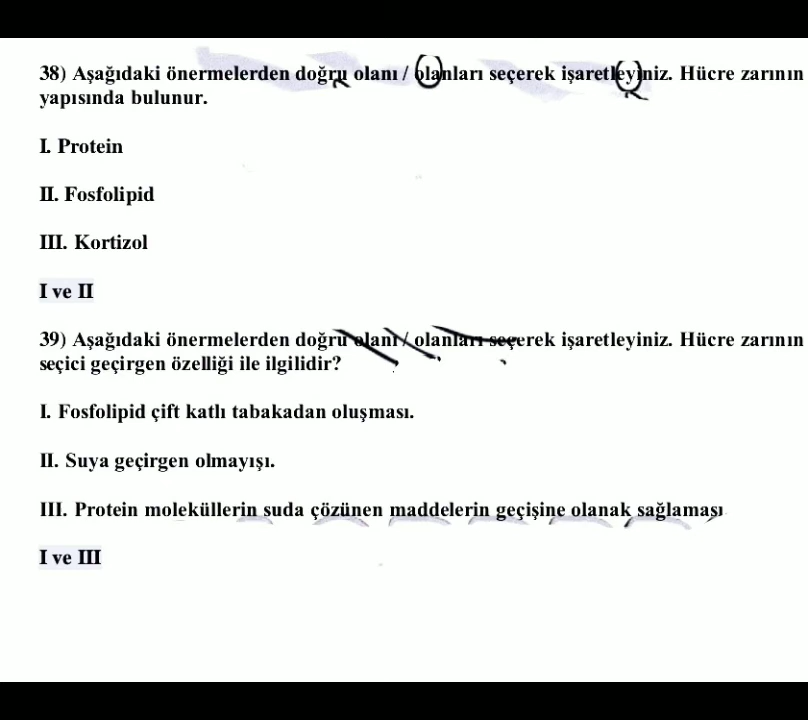 38) Aşağıdaki önermelerden doğru olanı / olanları seçerek işaretleyiniz. Hücre zarının
yapısında bulunur.
I. Protein
II. Fosfolipid
III. Kortizol
I ve II
39) Aşağıdaki önermelerden doğru olanı / olanları seçerek işaretleyiniz. Hücre zarının
seçici geçirgen özelliği ile ilgilidir?
I. Fosfolipid çift katlı tabakadan oluşması.
II. Suya geçirgen olmayışı.
III. Protein moleküllerin suda çözünen maddelerin geçişine olanak sağlaması
I ve III